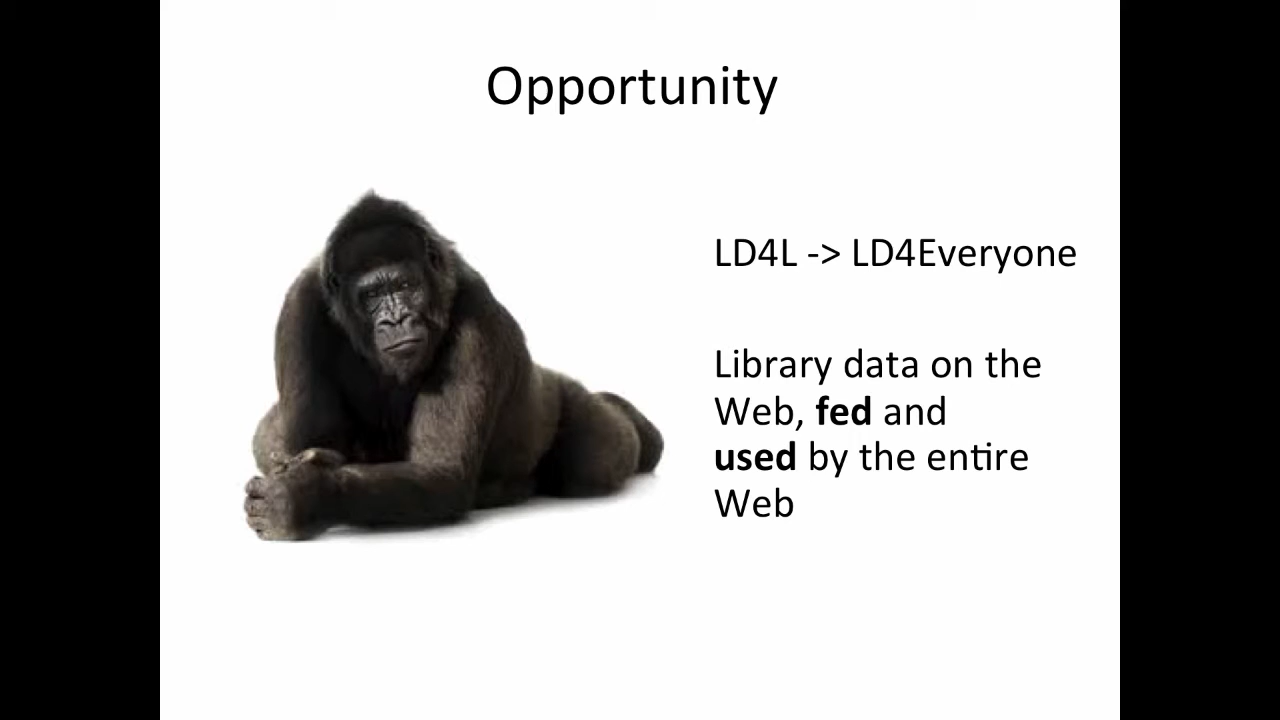 Opportunity
LD4L -> LD4Everyone
Library data on the
Web, fed and
used by the entire
Web